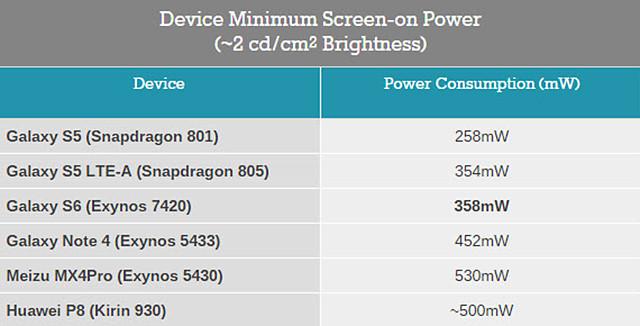 Device Minimum Screen-on Power
(~2 cd/cm2 Brightness)
Device Power Consumption (mW)
Galaxy S5 (Snapdragon 801) 258mW
Galaxy S5 LTE-A (Snapdragon 805) 354mW
Galaxy S6 (Exynos 7420) 358mW
Galaxy Note 4 (Exynos 5433) 452mW
Meizu MX4Pro (Exynos 5430) 530mW
Huawei P8 (Kirin 930) ~500mW